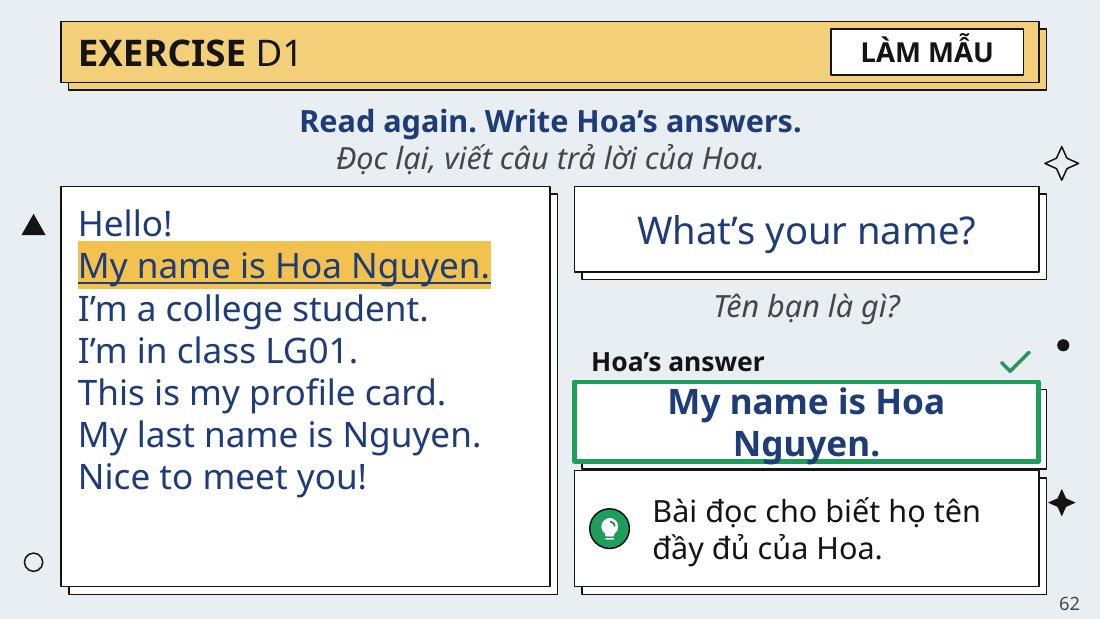 EXERCISE D1
LÀM MẪU
Read again. Write Hoa’s answers.
Đọc lại, viết câu trả lời của Hoa.
Hello!
My name is Hoa Nguyen.
I’m a college student.
I’m in class LG01.
This is my profile card.
My last name is Nguyen.
Nice to meet you!
What’s your name?
Tên bạn là gì?
Hoa’s answer
My name is Hoa
Nguyen.
Bài đọc cho biết họ tên
đầy đủ của Hoa.
62